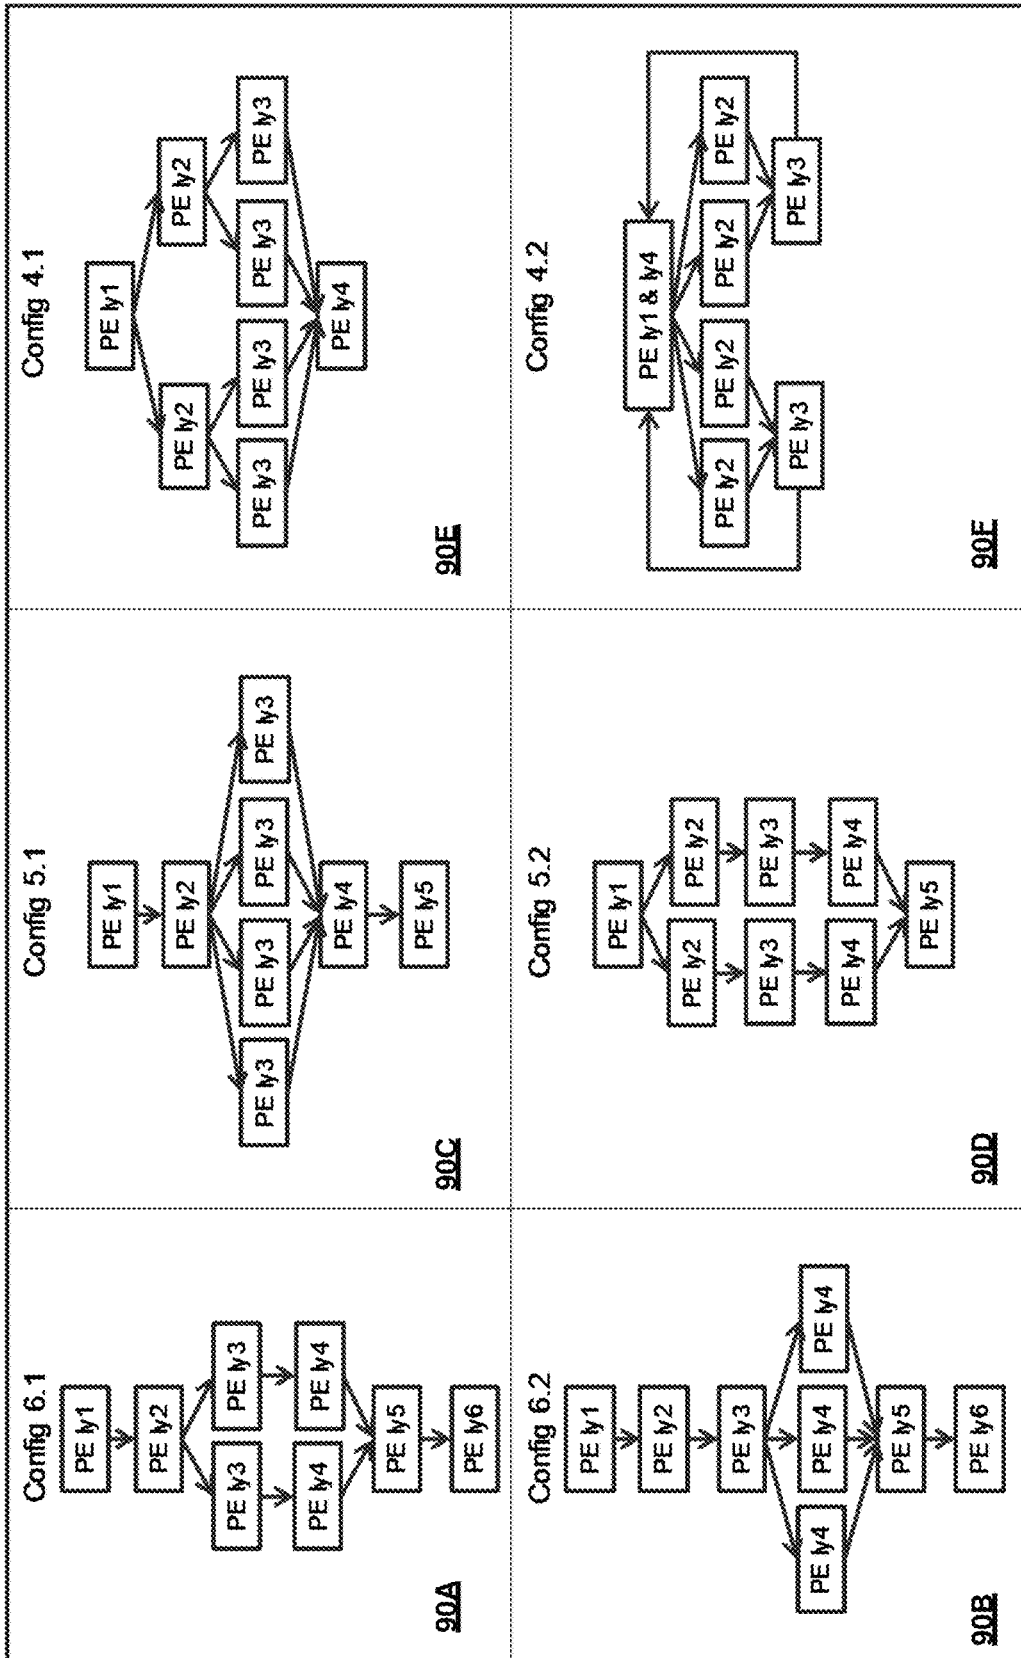 Config 6.1
PE ly1
PE ly2
PE ly3 PE ly3
PE ly4 PE ly4
PE ly5
PE ly6
90A
Config 5.1
PE ly1
PE ly2
PE ly3 PE ly3 PE ly3 PE ly3
PE ly4
PE ly5
90C
Config 4.1
PE ly1
PE ly2 PE ly2
PE ly3 PE ly3 PE ly3 PE ly3
PE ly4
90E
Config 6.2
PE ly1
PE ly2
PE ly3
PE ly4 PE ly4 PE ly4
PE ly5
PE ly6
90B
Config 5.2
PE ly1
PE ly2 PE ly2
PE ly3 PE ly3
PE ly4 PE ly4
PE ly5
90D
Config 4.2
PE ly1 & ly4
PE ly2 PE ly2 PE ly2 PE ly2
PE ly3 PE ly3
90F